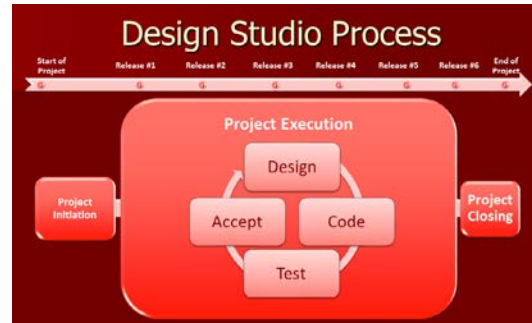 Design Studio Process
Start of
Project
Release #1
Release #2
Release #3
Release #4
Release #5
Release #6
End of
Project
Project Execution
Design
Project
Initiation
Accept
Code
Project
Closing
Test